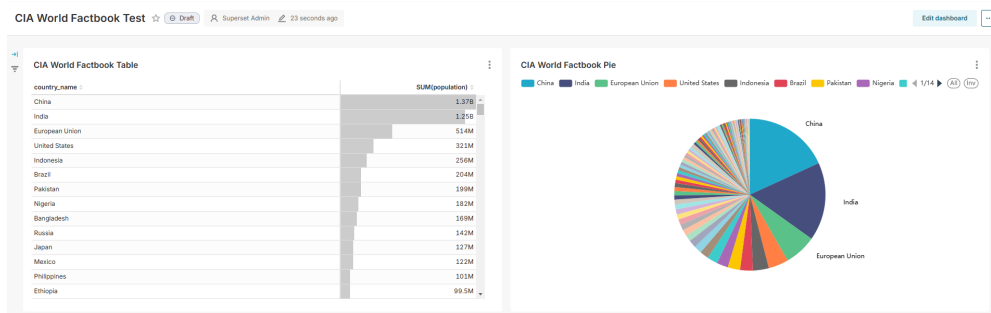 CIA World Factbook Test Draft Superset Admin 23 seconds ago Edit dashboard
CIA World Factbook Table
country_name SUM(population)
China 1.37B
India 1.25B
European Union 514M
United States 321M
Indonesia 256M
Brazil 204M
Pakistan 199M
Nigeria 182M
Bangladesh 169M
Russia 142M
Japan 127M
Mexico 122M
Philippines 101M
Ethiopia 99.5M
CIA World Factbook Pie
China India European Union United States Indonesia Brazil Pakistan Nigeria 1/14 All Inv
China
India
European Union